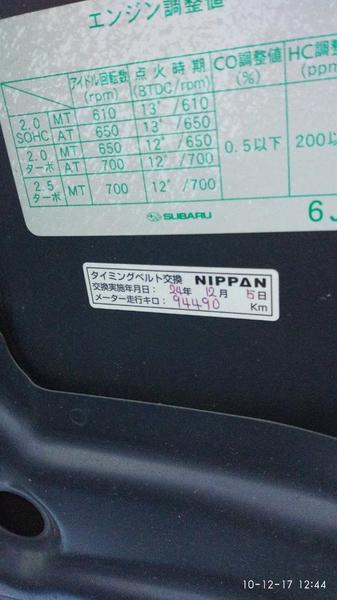 エンジン調整値
アイドル回転数 (rpm) 点火時期 (BTDC/rpm) CO調整値 (%) HC調 (ppm
2.0 SOHC MT 610 13°/610 0.5以下 200以
AT 650 13°/650
2.0 ターボ MT 650 12°/650
AT 700 12°/700
2.5 ターボ MT 700 12°/700
SUBARU
6J
タイミングベルト交換 NIPPAN
交換実施年月日: 24年 12月 5日
メーター走行キロ: 94490 Km
10-12-17 12:44